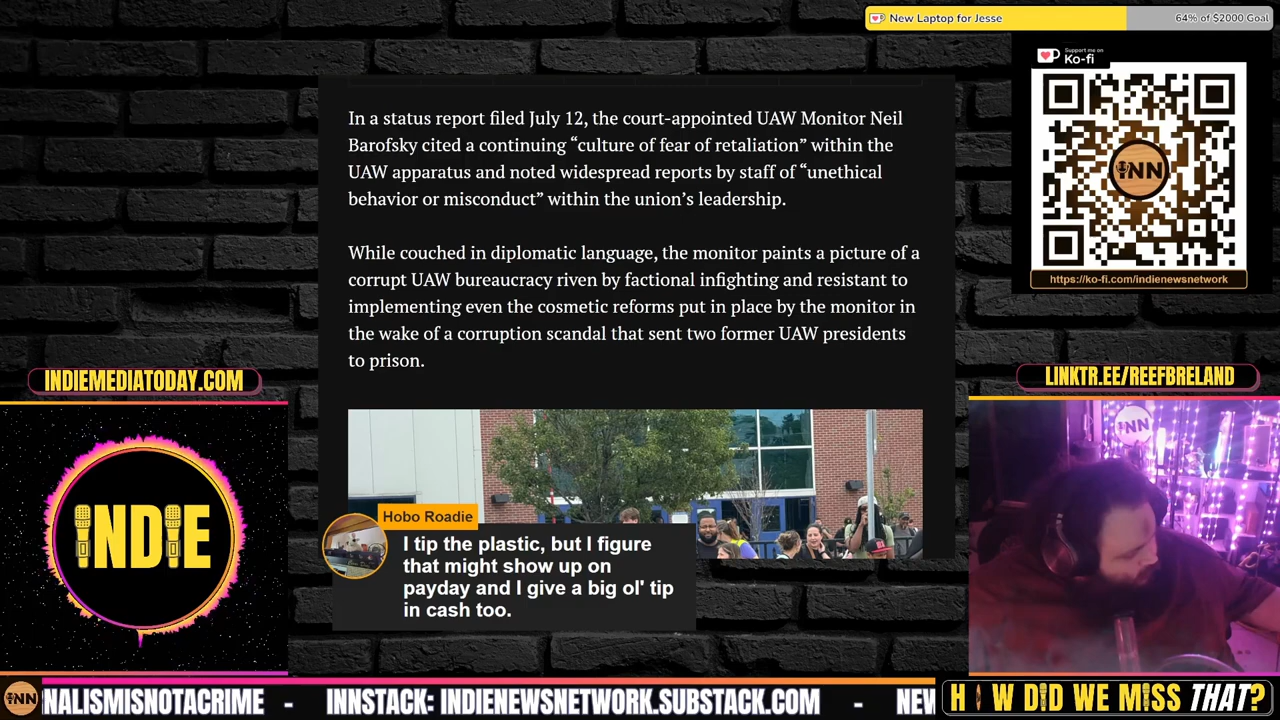 New Laptop for Jesse
64% of $2000 Goal
Support me on
Ko-fi
INN
https://ko-fi.com/indienewsnetwork
In a status report filed July 12, the court-appointed UAW Monitor Neil
Barofsky cited a continuing “culture of fear of retaliation” within the
UAW apparatus and noted widespread reports by staff of “unethical
behavior or misconduct” within the union’s leadership.
While couched in diplomatic language, the monitor paints a picture of a
corrupt UAW bureaucracy riven by factional infighting and resistant to
implementing even the cosmetic reforms put in place by the monitor in
the wake of a corruption scandal that sent two former UAW presidents
to prison.
INDIEMEDIATODAY.COM
LINKTR.EE/REEFBRELAND
INDIE
INN
Hobo Roadie
I tip the plastic, but I figure
that might show up on
payday and I give a big ol' tip
in cash too.
INN
NALISMISNOTACRIME - INNSTACK: INDIENEWSNETWORK.SUBSTACK.COM - NEW
HOW DID WE MISS THAT?